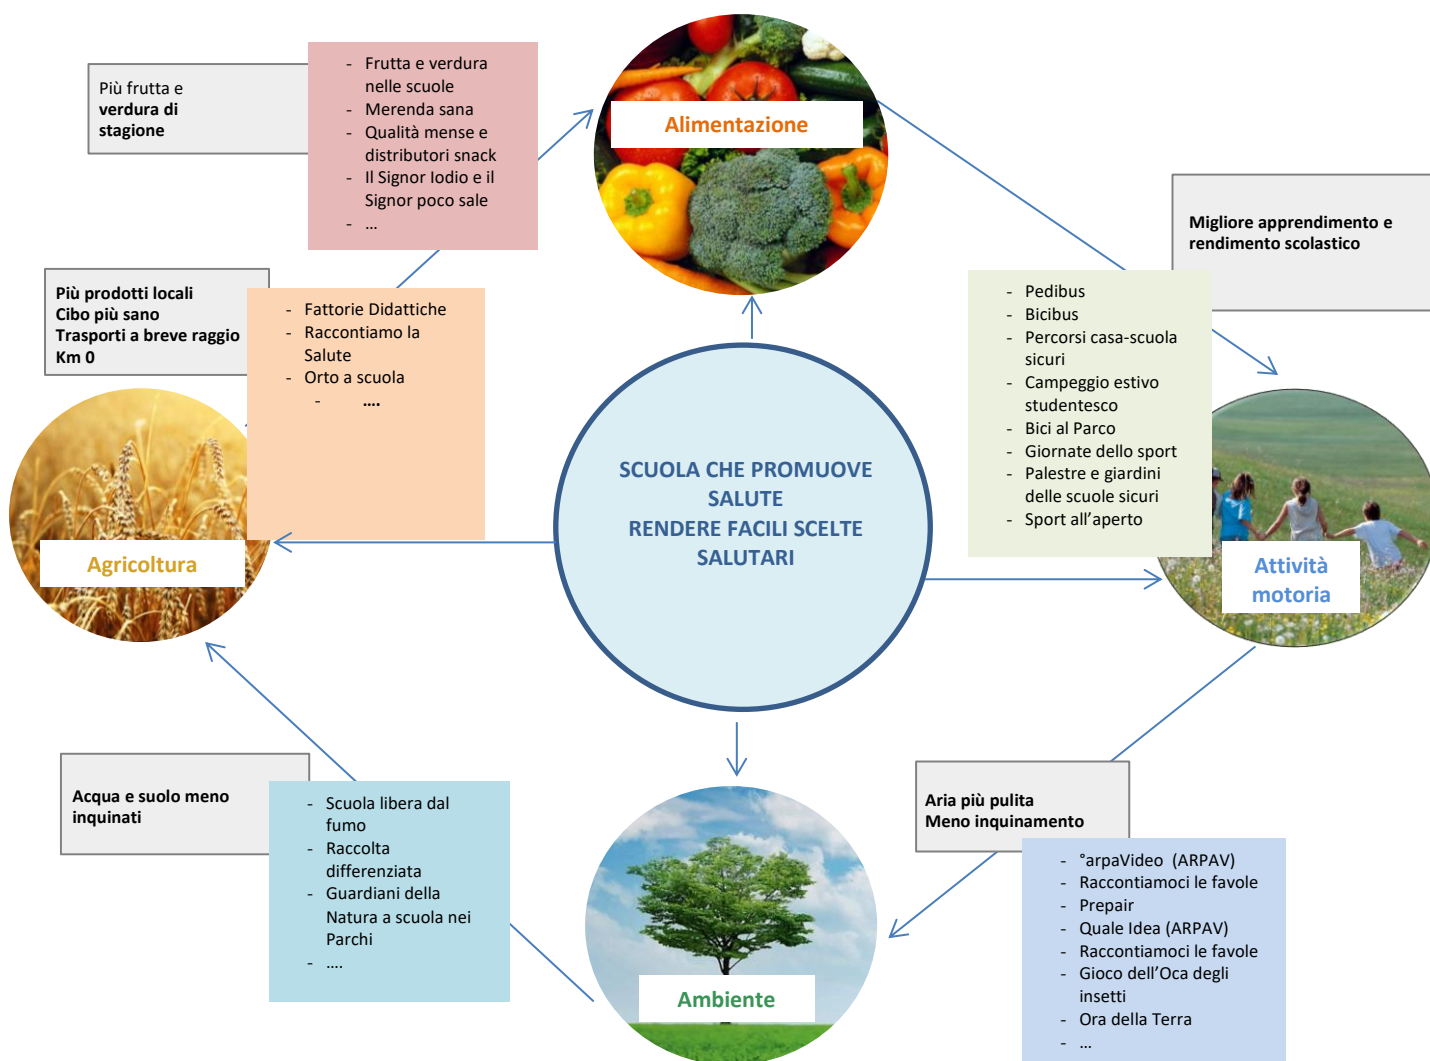 Più frutta e
verdura di
stagione
- Frutta e verdura
nelle scuole
- Merenda sana
- Qualità mense e
distributori snack
- Il Signor Iodio e il
Signor poco sale
- ...
Alimentazione
Migliore apprendimento e
rendimento scolastico
Più prodotti locali
Cibo più sano
Trasporti a breve raggio
Km 0
- Fattorie Didattiche
- Raccontiamo la
Salute
- Orto a scuola
- ....
- Pedibus
- Bicibus
- Percorsi casa-scuola
sicuri
- Campeggio estivo
studentesco
- Bici al Parco
- Giornate dello sport
- Palestre e giardini
delle scuole sicuri
- Sport all’aperto
SCUOLA CHE PROMUOVE
SALUTE
RENDERE FACILI SCELTE
SALUTARI
Agricoltura
Attività
motoria
Acqua e suolo meno
inquinati
- Scuola libera dal
fumo
- Raccolta
differenziata
- Guardiani della
Natura a scuola nei
Parchi
- ....
Ambiente
Aria più pulita
Meno inquinamento
- °arpaVideo (ARPAV)
- Raccontiamoci le favole
- Prepair
- Quale Idea (ARPAV)
- Raccontiamoci le favole
- Gioco dell’Oca degli
insetti
- Ora della Terra
- ...